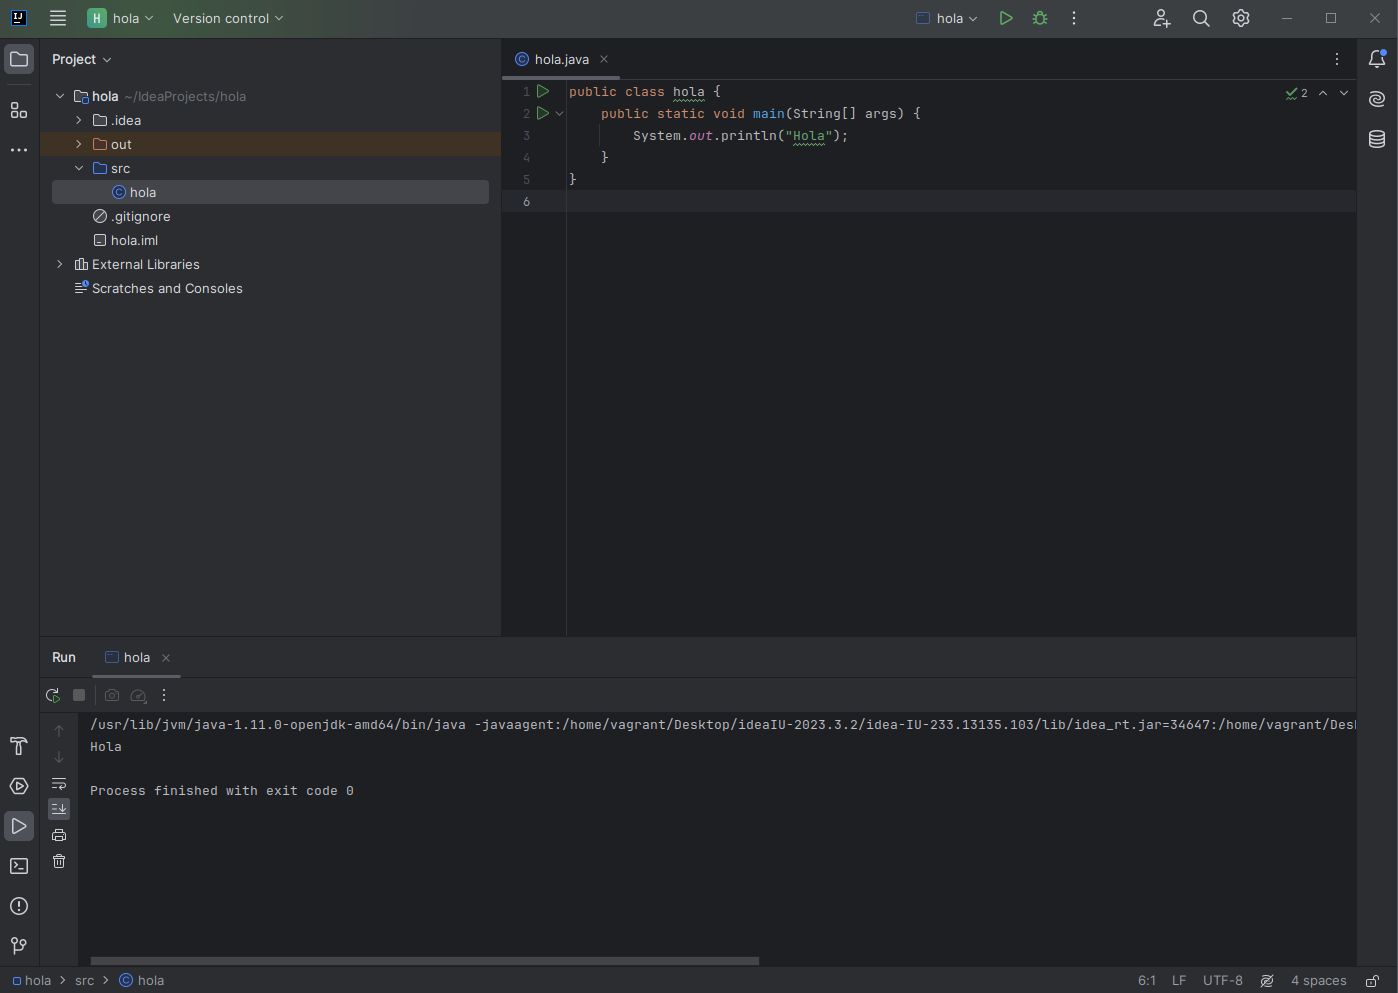 IJ H hola Version control hola
Project
hola ~/IdeaProjects/hola
.idea
out
src
hola
.gitignore
hola.iml
External Libraries
Scratches and Consoles
hola.java
1 public class hola {
2 public static void main(String[] args) {
3 System.out.println("Hola");
4 }
5 }
6
2
Run hola
/usr/lib/jvm/java-1.11.0-openjdk-amd64/bin/java -javaagent:/home/vagrant/Desktop/ideaIU-2023.3.2/idea-IU-233.13135.103/lib/idea_rt.jar=34647:/home/vagrant/Des
Hola
Process finished with exit code 0
hola src hola 6:1 LF UTF-8 4 spaces